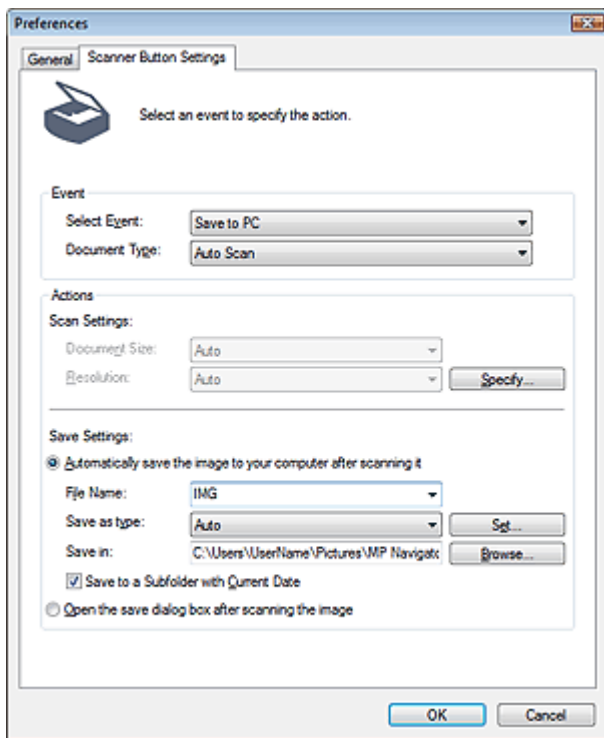 Preferences
General Scanner Button Settings
Select an event to specify the action.
Event
Select Event: Save to PC
Document Type: Auto Scan
Actions
Scan Settings:
Document Size: Auto
Resolution: Auto Specify...
Save Settings:
Automatically save the image to your computer after scanning it
File Name: IMG
Save as type: Auto Set...
Save in: C:\Users\UserName\Pictures\MP Navigato Browse...
Save to a Subfolder with Current Date
Open the save dialog box after scanning the image
OK Cancel